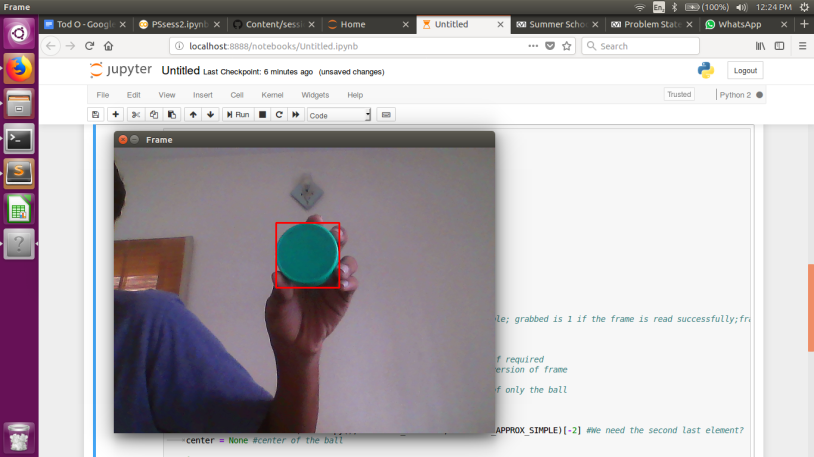 Frame
En
(100%)
12:24 PM
Tod O - Google
PSsess2.ipynb
Content/sessi
Home
Untitled
Summer Schoo
Problem State
WhatsApp
localhost:8888/notebooks/Untitled.ipynb
Search
jupyter Untitled Last Checkpoint: 6 minutes ago (unsaved changes)
Logout
File Edit View Insert Cell Kernel Widgets Help
Trusted
Python 2
Run
Code
Frame
le; grabbed is 1 if the frame is read successfully;fra
f required
ersion of frame
f only the ball
_APPROX_SIMPLE)[-2] #We need the second last element?
center = None #center of the ball